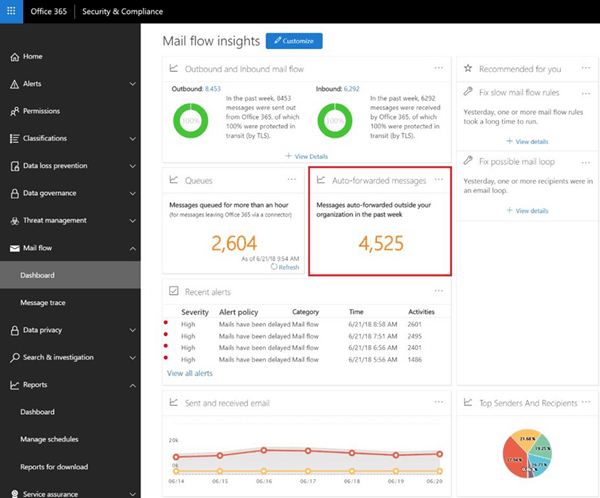 Office 365 Security & Compliance
Home
Alerts
Permissions
Classifications
Data loss prevention
Data governance
Threat management
Mail flow
Dashboard
Message trace
Data privacy
Search & investigation
Reports
Dashboard
Manage schedules
Reports for download
Service assurance
Mail flow insights
Customize
Outbound and Inbound mail flow
Outbound: 8,453
100%
In the past week, 8453
messages were sent out
from Office 365, of which
100% were protected in
transit (by TLS).
Inbound: 6,292
100%
In the past week, 6292
messages were received
by Office 365, of which
100% were protected in
transit (by TLS).
+ View Details
Queues
Messages queued for more than an hour
(for messages leaving Office 365 via a connector)
2,604
As of 6/21/18 9:54 AM
Refresh
Auto-forwarded messages
Messages auto-forwarded outside your
organization in the past week
4,525
Recent alerts
Severity Alert policy Category Time Activities
High Mails have been delayed Mail flow 6/21/18 8:58 AM 2601
High Mails have been delayed Mail flow 6/21/18 7:51 AM 2495
High Mails have been delayed Mail flow 6/21/18 6:56 AM 2401
High Mails have been delayed Mail flow 6/21/18 5:56 AM 1486
View all alerts
Sent and received email
20k
0k
06/14 06/15 06/16 06/17 06/18 06/19 06/20
Recommended for you
Fix slow mail flow rules
Yesterday, one or more mail flow rules
took a long time to run.
+ View details
Fix possible mail loop
Yesterday, one or more recipients were in
an email loop.
+ View details
Top Senders And Recipients
21.68 %
19.25 %